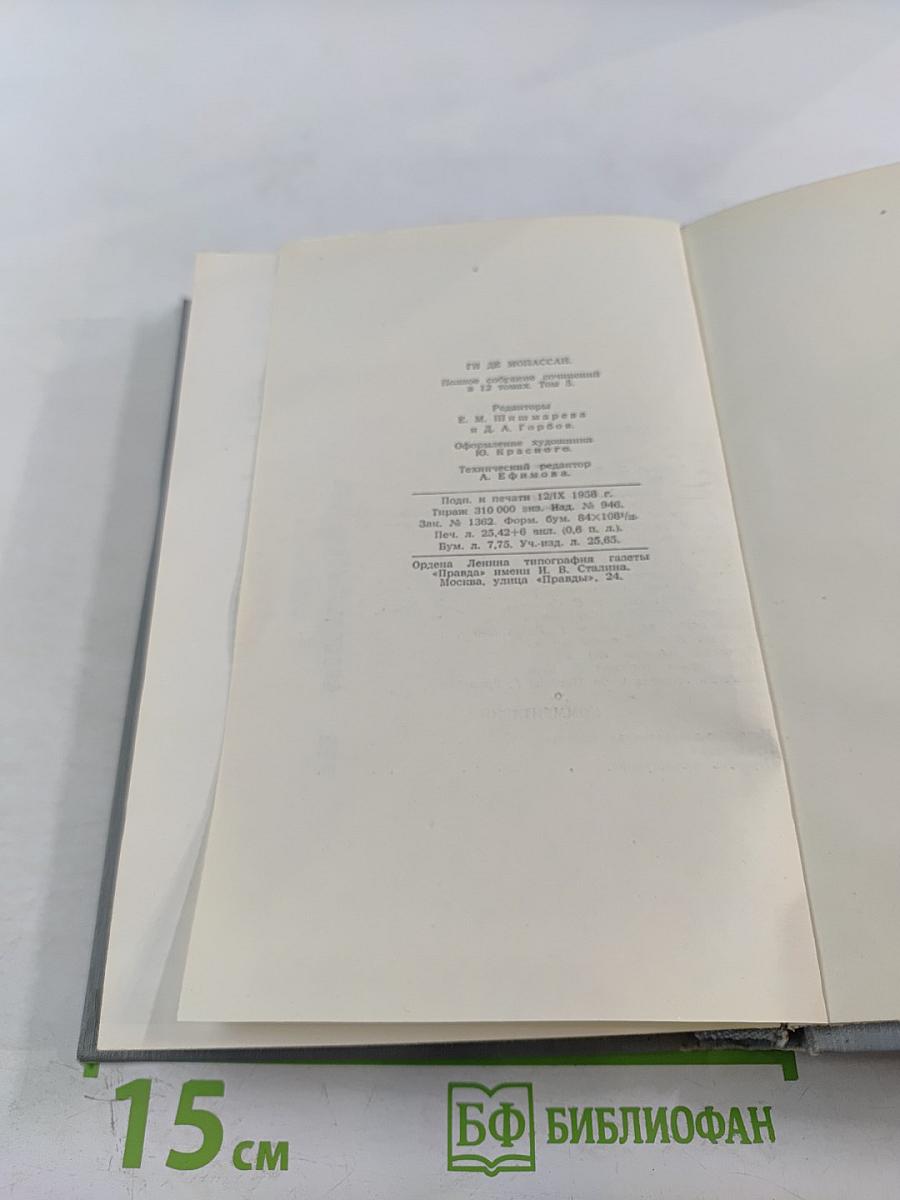 ГИ ДЕ МОПАССАН.
Полное собрание сочинений
в 12 томах. Том 5.
Редакторы
Е. М. Шишмарева
и Д. А. Горбов.
Оформление художника
Ю. Красного.
Технический редактор
А. Ефимова.
Подп. к печати 12/IX 1958 г.
Тираж 310 000 экз. Изд. № 946.
Зак. № 1362. Форм. бум. 84×108¹/₃₂.
Печ. л. 25,42+6 вкл. (0,6 п. л.).
Бум. л. 7,75. Уч.-изд. л. 25,65.
Ордена Ленина типография газеты
«Правда» имени И. В. Сталина.
Москва, улица «Правды», 24.
15 см
БФ БИБЛИОФАН